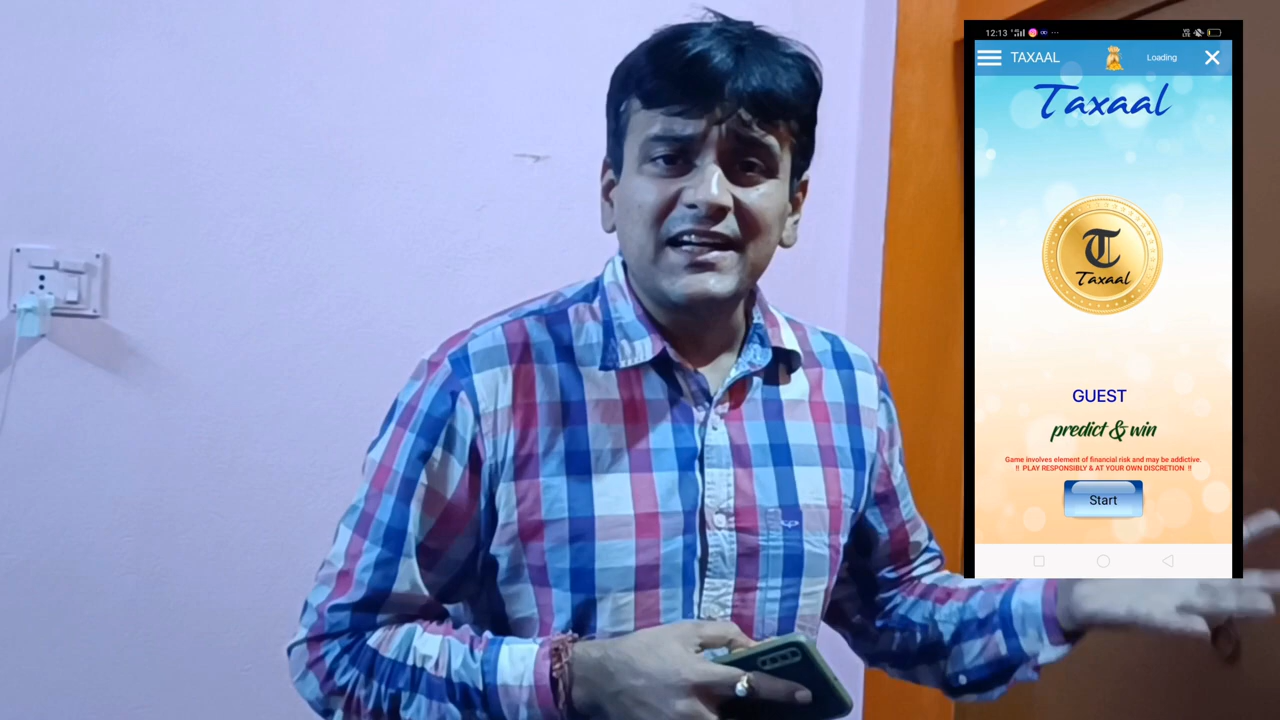 12:13
TAXAAL
Loading
Taxaal
T
Taxaal
GUEST
predict & win
Game involves element of financial risk and may be addictive.
!! PLAY RESPONSIBLY & AT YOUR OWN DISCRETION !!
Start